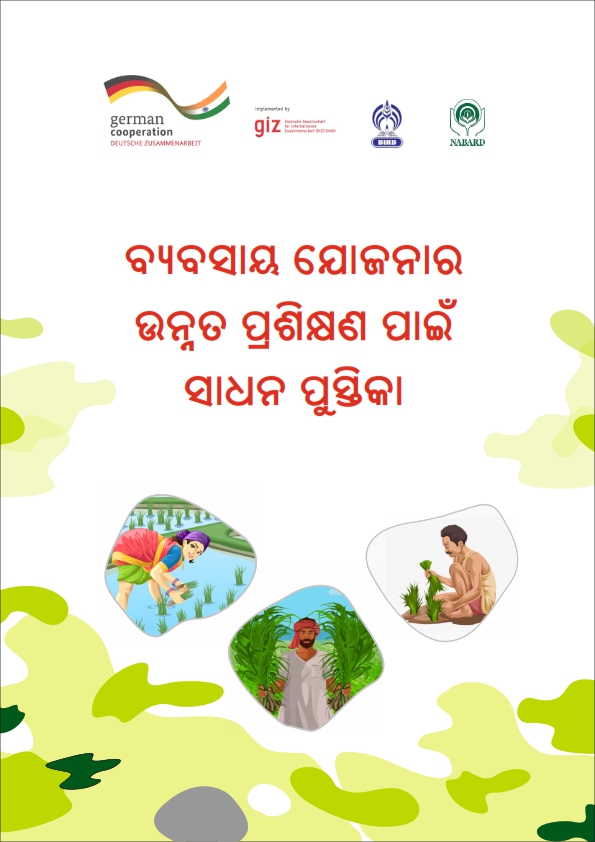 german
cooperation
DEUTSCHE ZUSAMMENARBEIT
Implemented by
giz Deutsche Gesellschaft
für Internationale
Zusammenarbeit (GIZ) GmbH
BIRD
NABARD
ବ୍ୟବସାୟ ଯୋଜନାର
ଉନ୍ନତ ପ୍ରଶିକ୍ଷଣ ପାଇଁ
ସାଧନ ପୁସ୍ତିକା